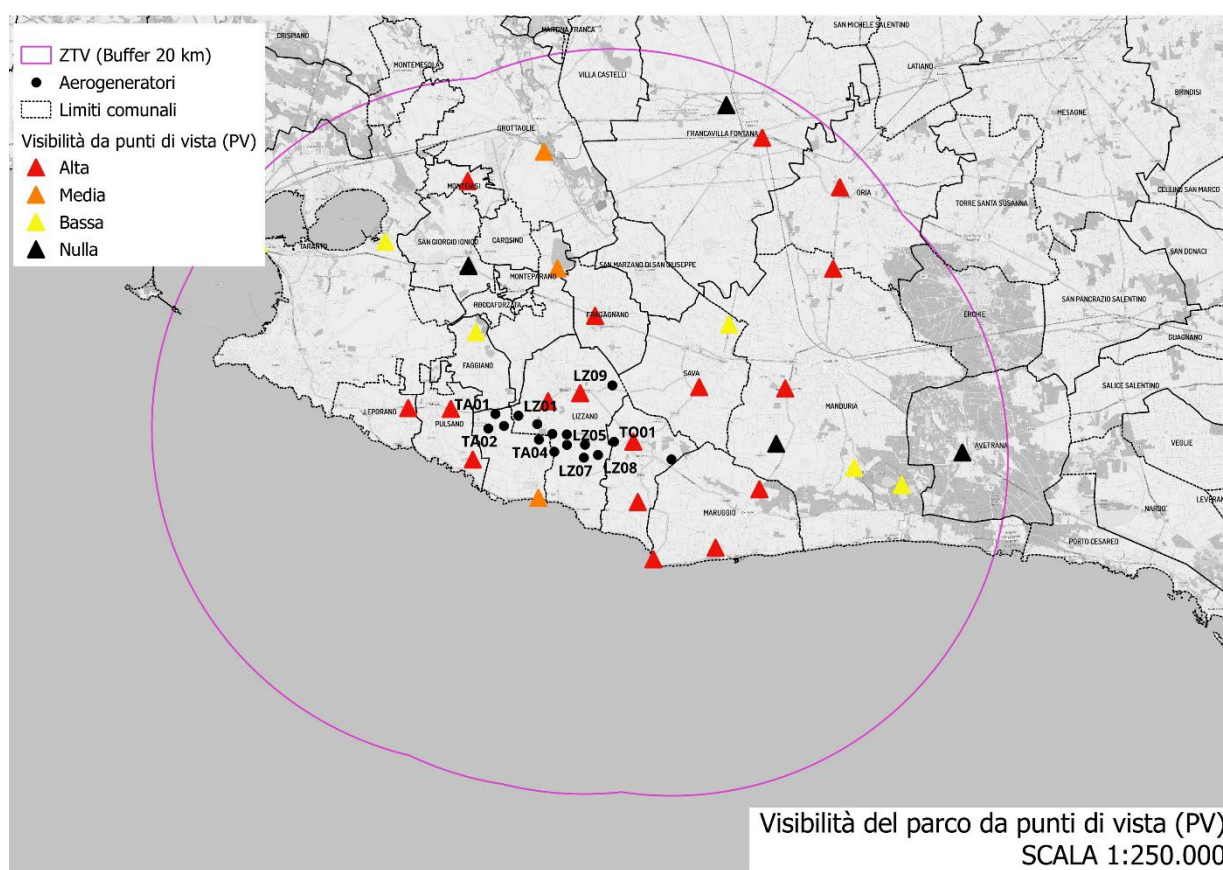 ZTV (Buffer 20 km)
Aerogeneratori
Limiti comunali
Visibilità da punti di vista (PV)
Alta
Media
Bassa
Nulla
CRISPIANO
MARTINA FRANCA
SAN MICHELE SALENTINO
MONTEMESOLA
VILLA CASTELLI
LATIANO
BRINDISI
MESAGNE
GROTTAGLIE
FRANCAVILLA FONTANA
MONTEIASI
ORIA
CELLINO SAN MARCO
TORRE SANTA SUSANNA
TARANTO
SAN GIORGIO IONICO
CAROSINO
SAN DONACI
MONTEPARANO
SAN MARZANO DI SAN GIUSEPPE
ROCCAFORZATA
SAN PANCRAZIO SALENTINO
FRAGAGNANO
ERCHIE
GUAGNANO
FAGGIANO
SAVA
LZ09
SALICE SALENTINO
LEPORANO
TA01
LZ01
LIZZANO
MANDURIA
PULSANO
TA02
LZ05
TO01
VEGLIE
AVETRANA
TA04
LZ07
LZ08
LEVERAN
NARDO'
MARUGGIO
PORTO CESAREO
Visibilità del parco da punti di vista (PV)
SCALA 1:250.000